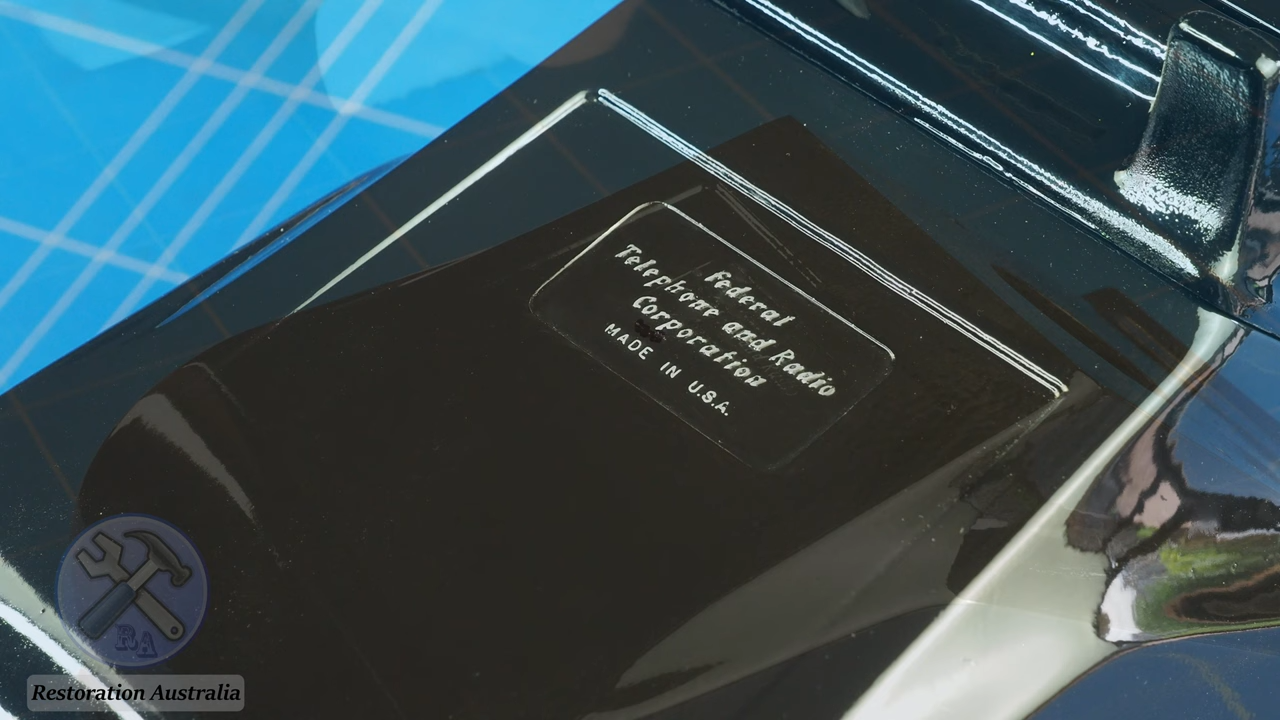 Federal
Telephone and Radio
Corporation
MADE IN U.S.A.
RA
Restoration Australia